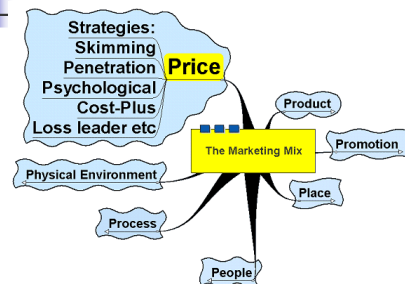 Strategies:
Skimming
Penetration
Psychological
Cost-Plus
Loss leader etc
Price
Product
The Marketing Mix
Promotion
Physical Environment
Place
Process
People